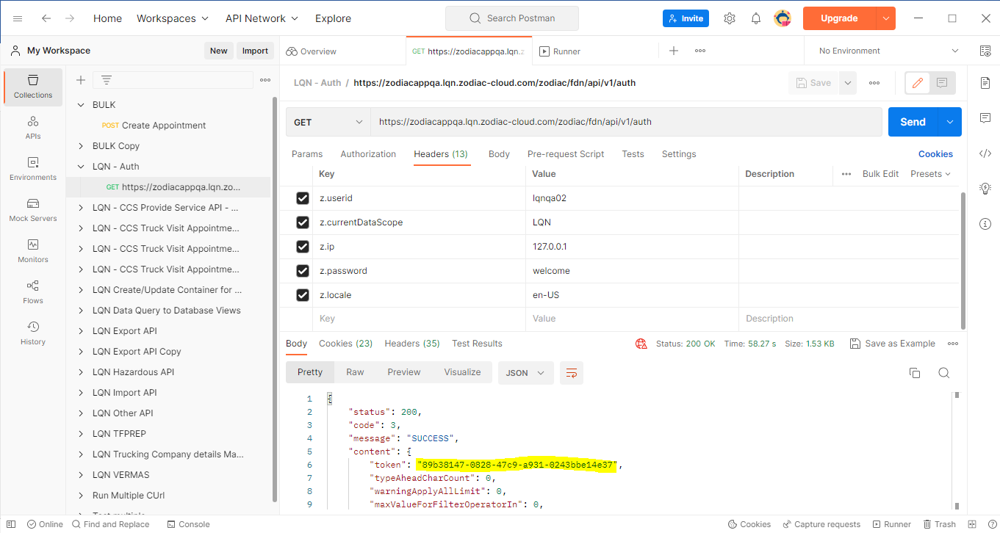 Home Workspaces API Network Explore Search Postman Invite Upgrade
My Workspace New Import Overview GET https://zodiacappqa.lqn.z Runner No Environment
Collections
APIs
Environments
Mock Servers
Monitors
Flows
History
BULK
POST Create Appointment
BULK Copy
LQN - Auth
GET https://zodiacappqa.lqn.zo...
LQN - CCS Provide Service API - ...
LQN - CCS Truck Visit Appointme...
LQN - CCS Truck Visit Appointme...
LQN - CCS Truck Visit Appointme...
LQN Create/Update Container for ...
LQN Data Query to Database Views
LQN Export API
LQN Export API Copy
LQN Hazardous API
LQN Import API
LQN Other API
LQN TFPREP
LQN Trucking Company details Ma...
LQN VERMAS
Run Multiple CUrl
LQN - Auth / https://zodiacappqa.lqn.zodiac-cloud.com/zodiac/fdn/api/v1/auth Save
GET https://zodiacappqa.lqn.zodiac-cloud.com/zodiac/fdn/api/v1/auth Send
Params Authorization Headers (13) Body Pre-request Script Tests Settings Cookies
Key Value Description Bulk Edit Presets
z.userid lqnqa02
z.currentDataScope LQN
z.ip 127.0.0.1
z.password welcome
z.locale en-US
Key Value Description
Body Cookies (23) Headers (35) Test Results Status: 200 OK Time: 58.27 s Size: 1.53 KB Save as Example
Pretty Raw Preview Visualize JSON
1 {
2 "status": 200,
3 "code": 3,
4 "message": "SUCCESS",
5 "content": {
6 "token": "89b38147-0828-47c9-a931-0243bbe14e37",
7 "typeAheadCharCount": 0,
8 "warningApplyAllLimit": 0,
9 "maxValueForFilterOperatorIn": 0,
Online Find and Replace Console Cookies Capture requests Runner Trash